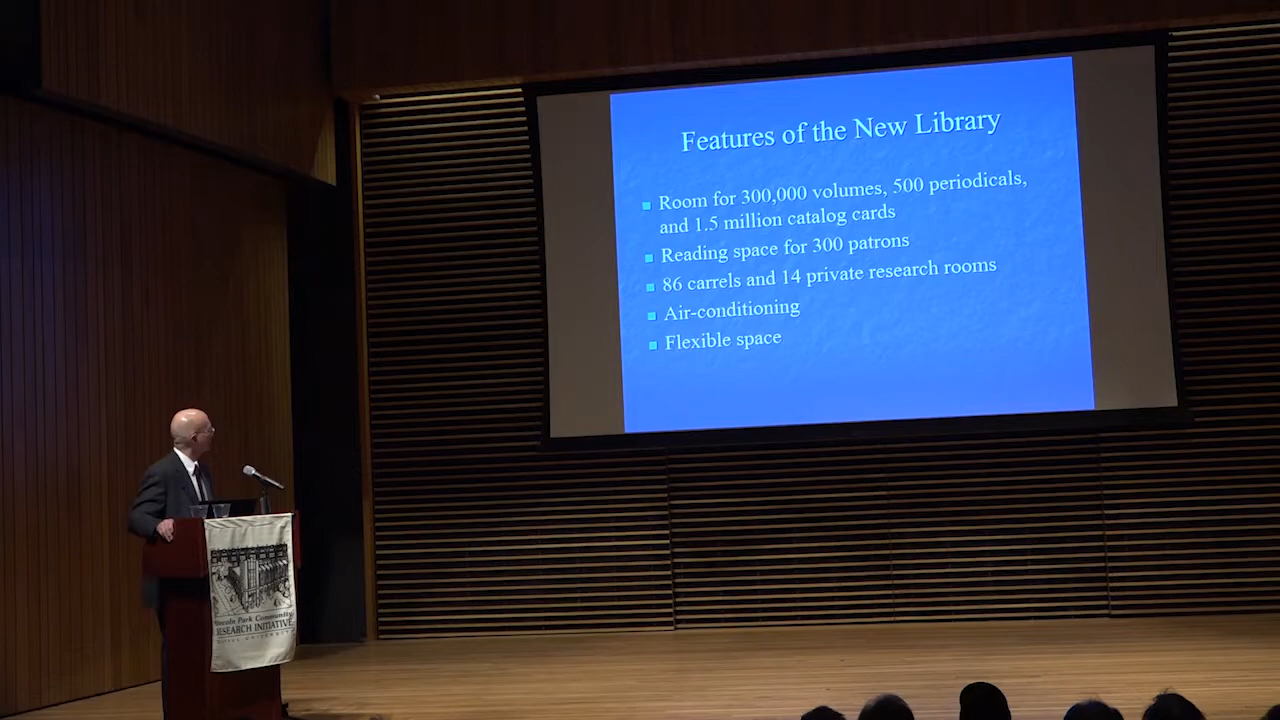 Features of the New Library
Room for 300,000 volumes, 500 periodicals,
and 1.5 million catalog cards
Reading space for 300 patrons
86 carrels and 14 private research rooms
Air-conditioning
Flexible space
Lincoln Park Community
RESEARCH INITIATIVE